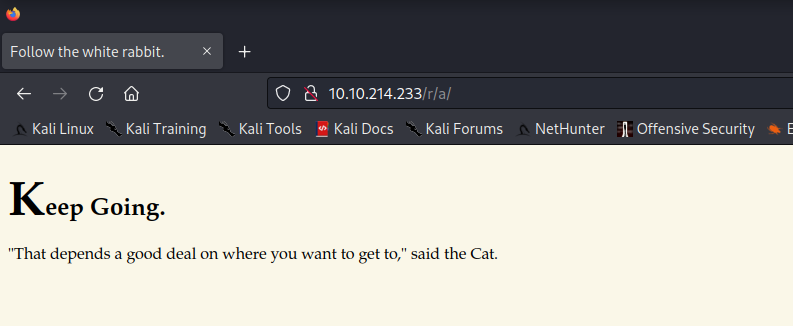 Follow the white rabbit.
10.10.214.233/r/a/
Kali Linux Kali Training Kali Tools Kali Docs Kali Forums NetHunter Offensive Security
Keep Going.
"That depends a good deal on where you want to get to," said the Cat.